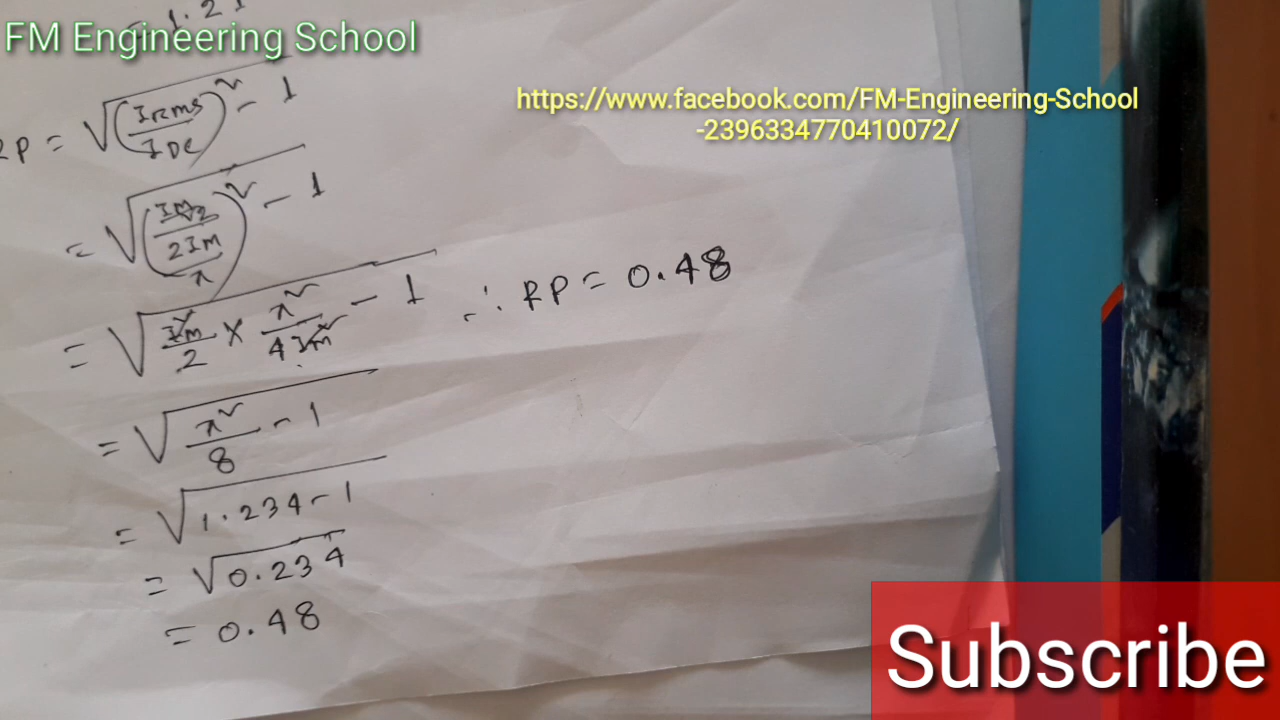 FM Engineering School
https://www.facebook.com/FM-Engineering-School
-2396334770410072/
RP = √((IRMS/IDC)² - 1
= √((IM/√2)/(2IM/π))² - 1
= √(Im²/2 × π²/4Im² - 1
∴ RP = 0.48
= √(π²/8 - 1
= √1.234 - 1
= √0.234
= 0.48
Subscribe